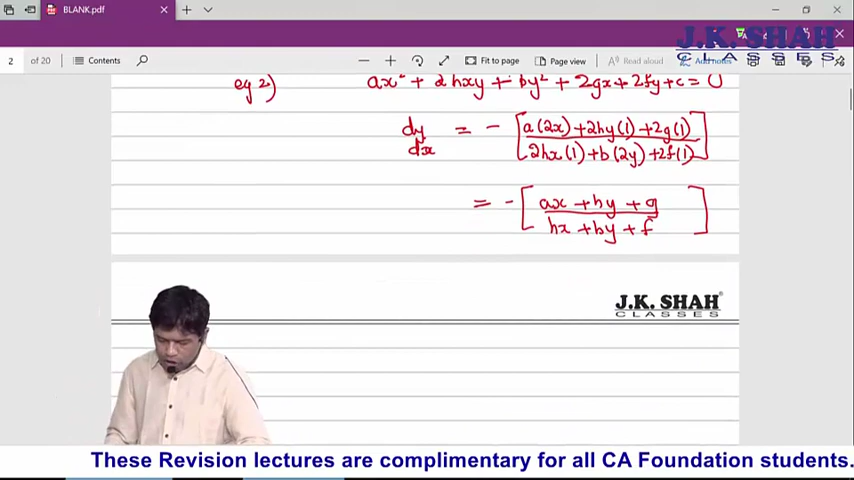 BLANK.pdf
J.K. SHAH
CLASSES
2 of 20 Contents Fit to page Page view Read aloud Add notes
eg 2) ax² + 2hxy + by² + 2gx + 2fy + c = 0
dy/dx = - [a(2x) + 2hy(1) + 2g(1) / 2hx(1) + b(2y) + 2f(1)]
= - [ax + hy + g / hx + by + f]
J.K. SHAH®
CLASSES
These Revision lectures are complimentary for all CA Foundation students.